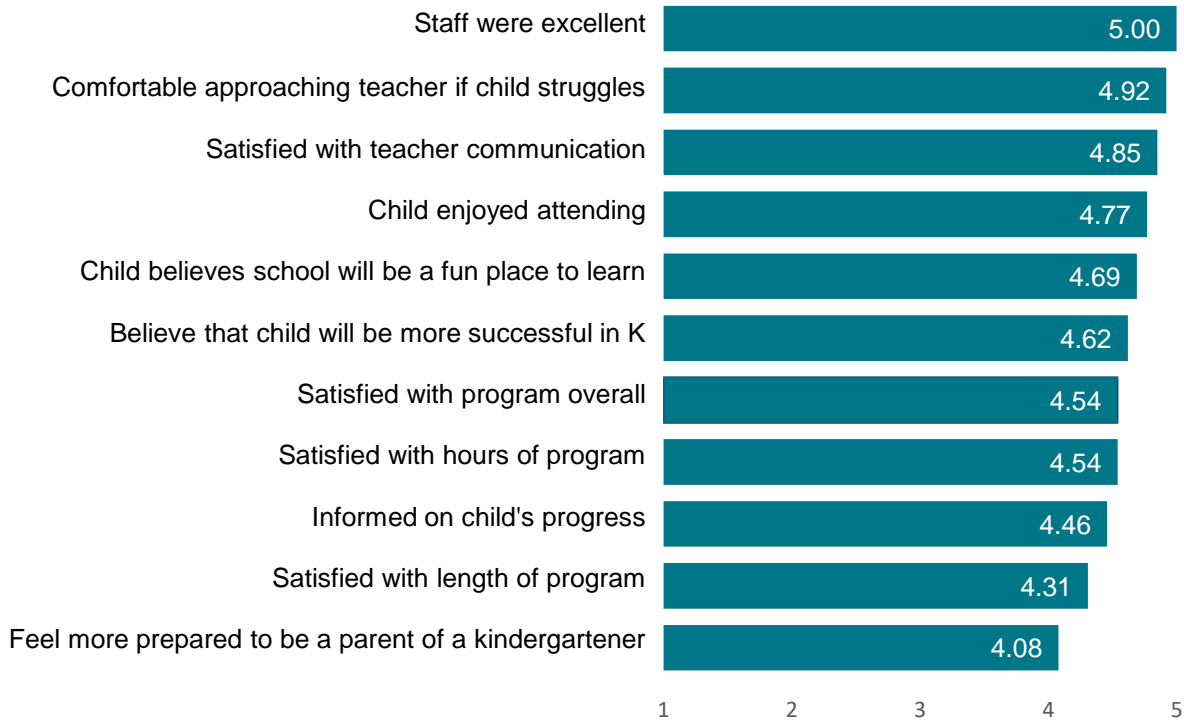 Staff were excellent 5.00
Comfortable approaching teacher if child struggles 4.92
Satisfied with teacher communication 4.85
Child enjoyed attending 4.77
Child believes school will be a fun place to learn 4.69
Believe that child will be more successful in K 4.62
Satisfied with program overall 4.54
Satisfied with hours of program 4.54
Informed on child's progress 4.46
Satisfied with length of program 4.31
Feel more prepared to be a parent of a kindergartener 4.08
1 2 3 4 5